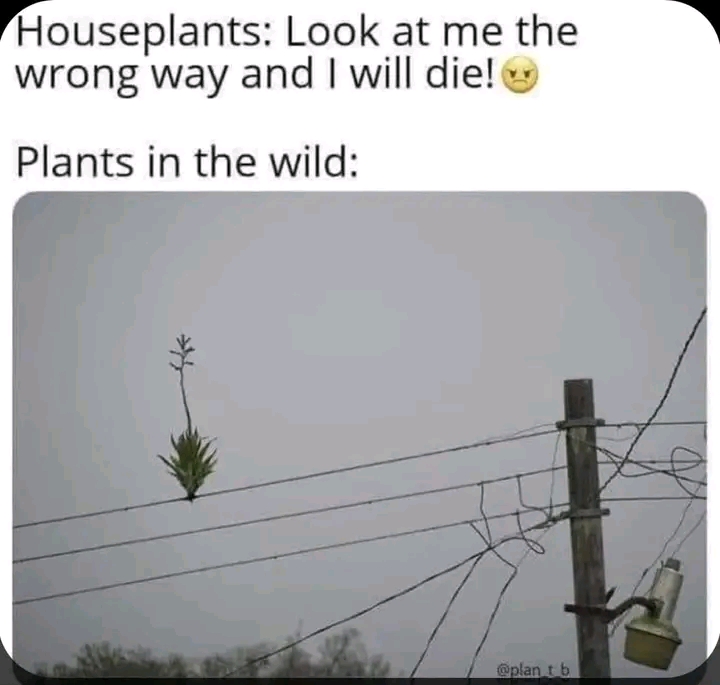 Houseplants: Look at me the
wrong way and I will die!😠
Plants in the wild:
@plan_t_b